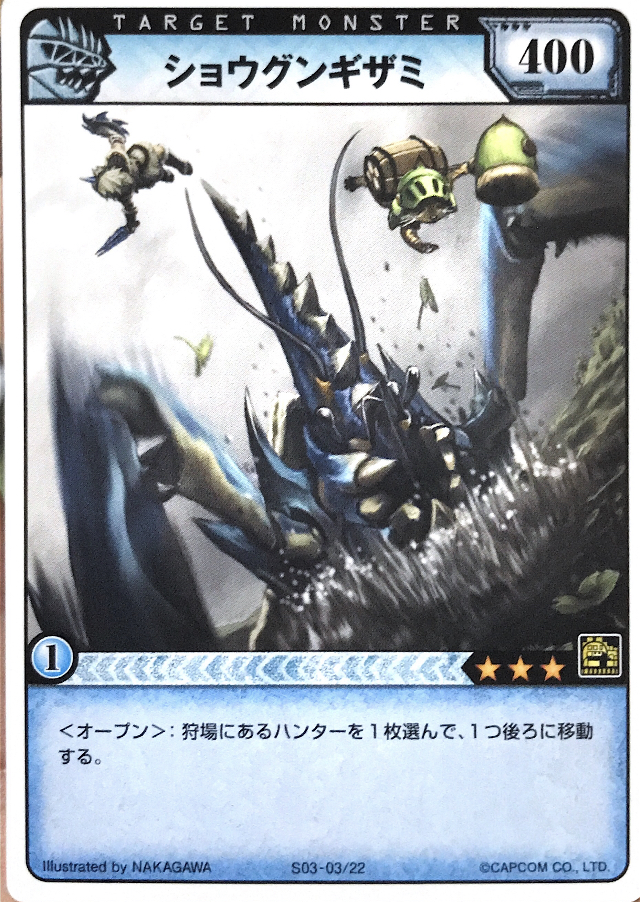 TARGET MONSTER
ショウグンギザミ
400
1
＜オープン＞：狩場にあるハンターを１枚選んで、１つ後ろに移動
する。
Illustrated by NAKAGAWA
S03-03/22
©CAPCOM CO., LTD.